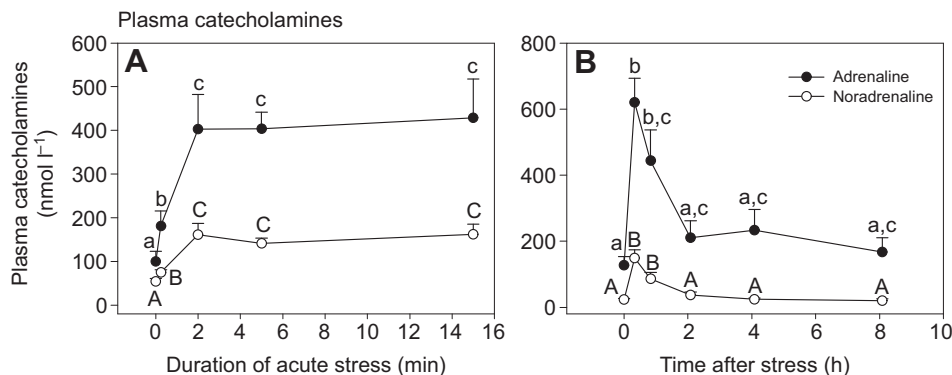 Plasma catecholamines
Plasma catecholamines
(nmol l⁻¹)
A
600
500
400
300
200
100
0
a
b
c
c
c
A
B
C
C
C
0 2 4 6 8 10 12 14 16
Duration of acute stress (min)
B
800
600
400
200
0
Adrenaline
Noradrenaline
a
b
b,c
a,c
a,c
a,c
A
B
B
A
A
A
0 2 4 6 8 10
Time after stress (h)